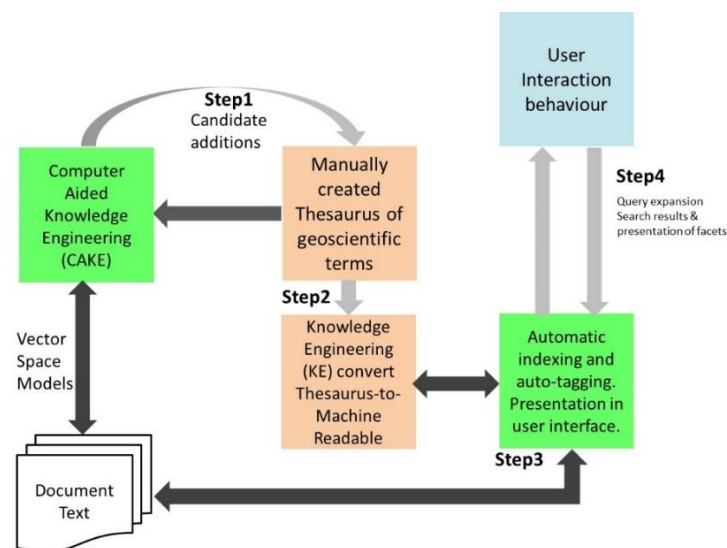 Step1
Candidate
additions
User
Interaction
behaviour
Computer
Aided
Knowledge
Engineering
(CAKE)
Manually
created
Thesaurus of
geoscientific
terms
Step4
Query expansion
Search results &
presentation of facets
Step2
Vector
Space
Models
Knowledge
Engineering
(KE) convert
Thesaurus-to-
Machine
Readable
Automatic
indexing and
auto-tagging.
Presentation in
user interface.
Step3
Document
Text